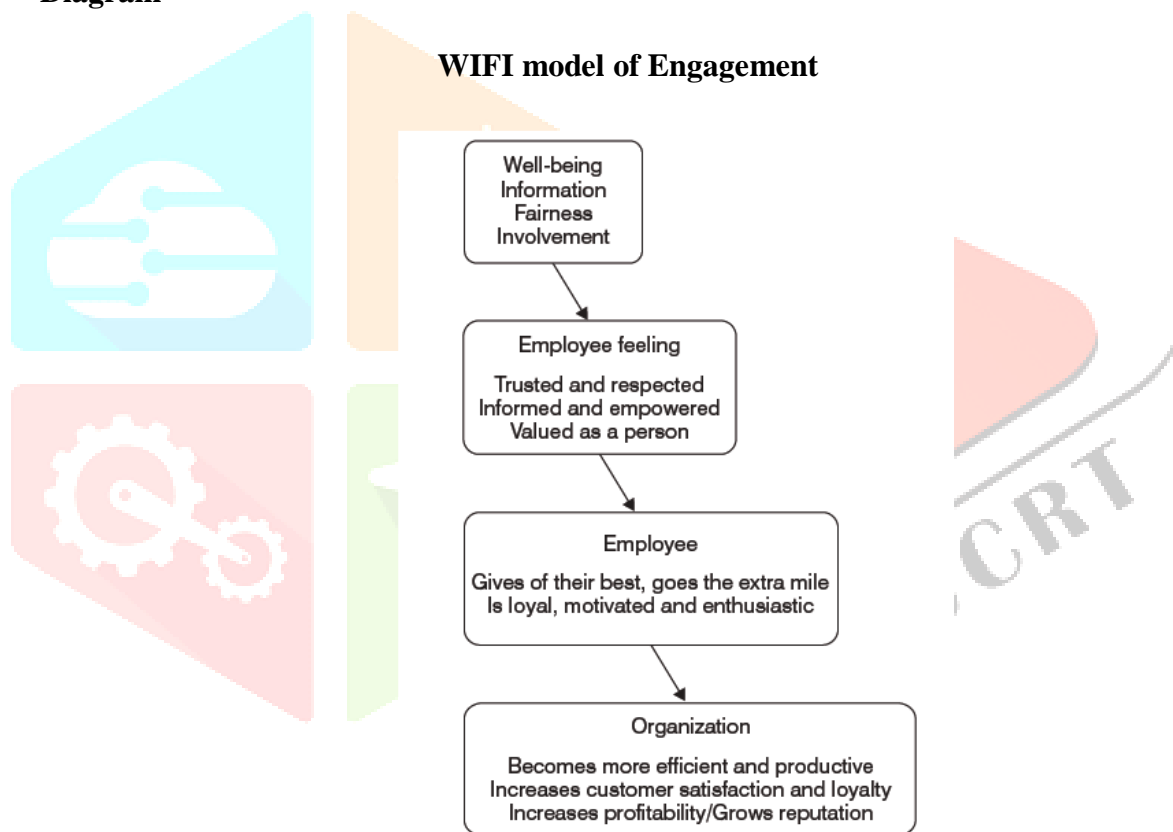 Diagram
WIFI model of Engagement
Well-being
Information
Fairness
Involvement
Employee feeling
Trusted and respected
Informed and empowered
Valued as a person
Employee
Gives of their best, goes the extra mile
Is loyal, motivated and enthusiastic
Organization
Becomes more efficient and productive
Increases customer satisfaction and loyalty
Increases profitability/Grows reputation
CRT